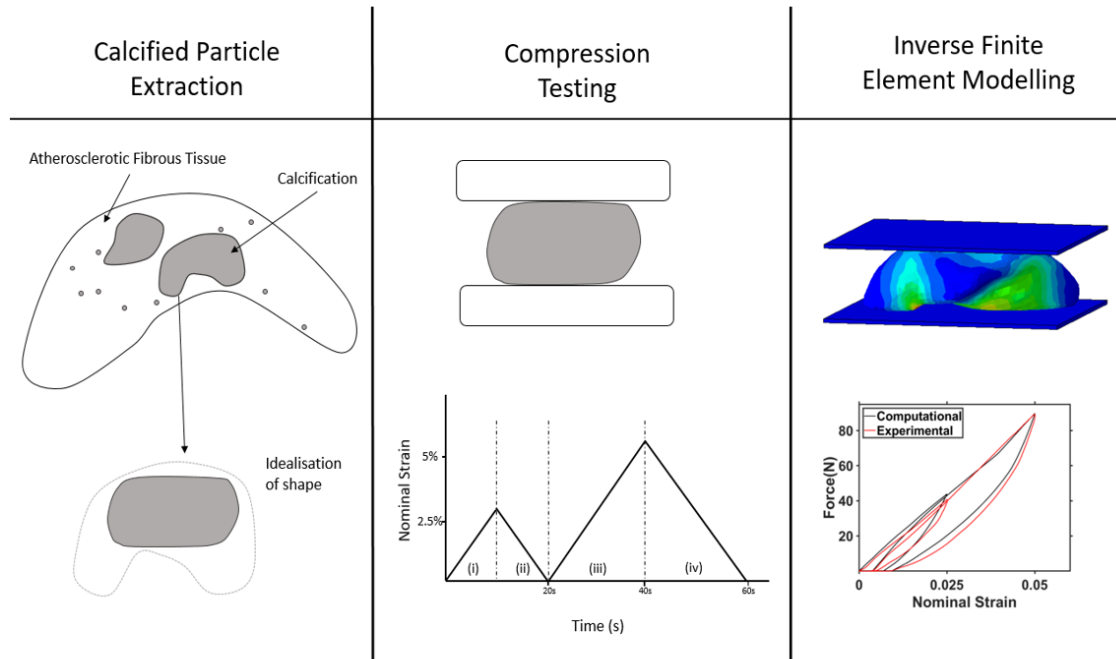 Calcified Particle
Extraction
Atherosclerotic Fibrous Tissue
Calcification
Idealisation
of shape
Compression
Testing
Nominal Strain
5%
2.5%
(i)
(ii)
(iii)
(iv)
20s
40s
60s
Time (s)
Inverse Finite
Element Modelling
Computational
Experimental
Force(N)
80
60
40
20
0
0.025
0.05
Nominal Strain